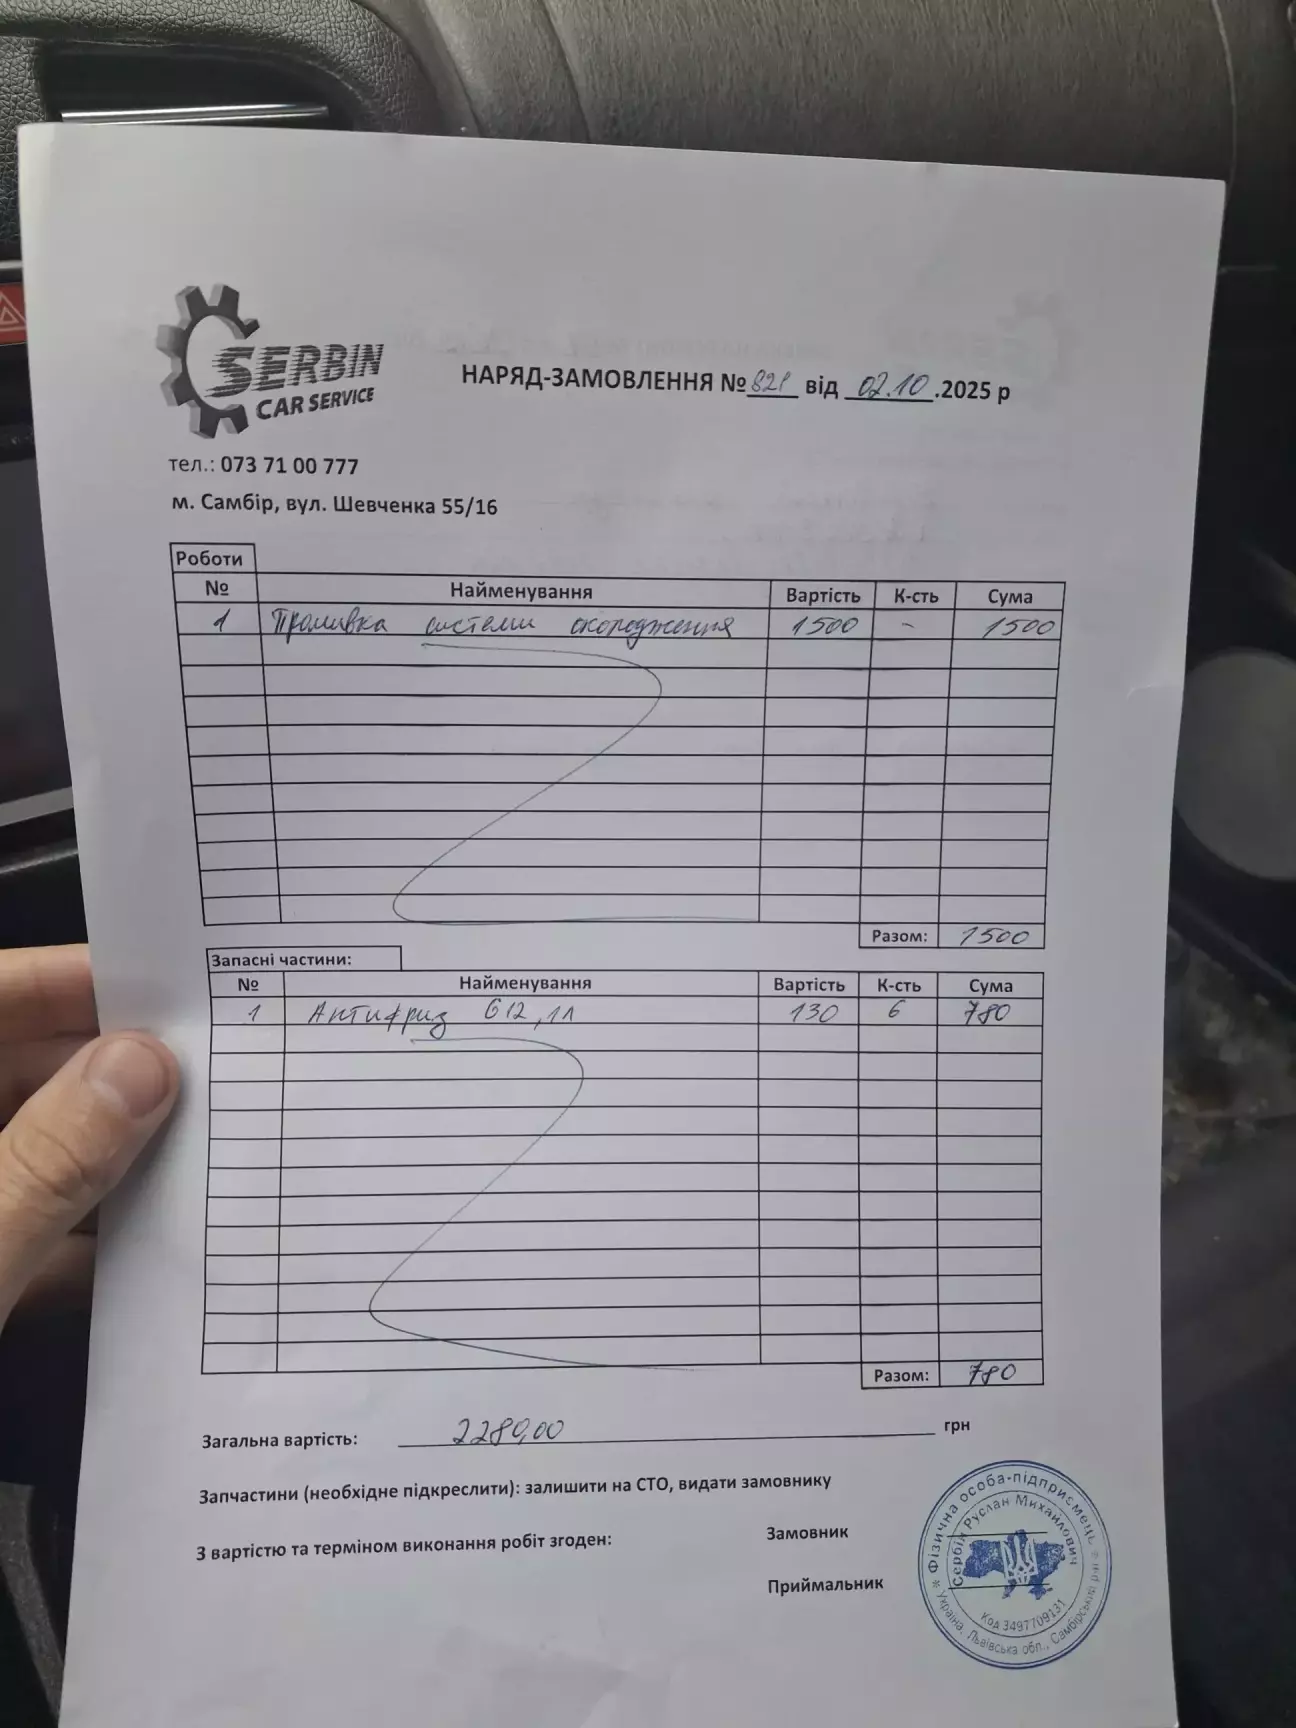 SERBIN
CAR SERVICE
НАРЯД-ЗАМОВЛЕННЯ № 821 від 02.10.2025 р
тел.: 073 71 00 777
м. Самбір, вул. Шевченка 55/16
Роботи
№ Найменування Вартість К-сть Сума
1 Промивка системи охолодження 1500 - 1500
Разом: 1500
Запасні частини:
№ Найменування Вартість К-сть Сума
1 Антифриз G12, 1л 130 6 780
Разом: 780
Загальна вартість: 2280,00 грн
Запчастини (необхідне підкреслити): залишити на СТО, видати замовнику
З вартістю та терміном виконання робіт згоден:
Замовник
Приймальник
Фізична особа-підприємець
Сербін Руслан Михайлович
Код 3497709131
Україна, Львівська обл., Самбірський р-н